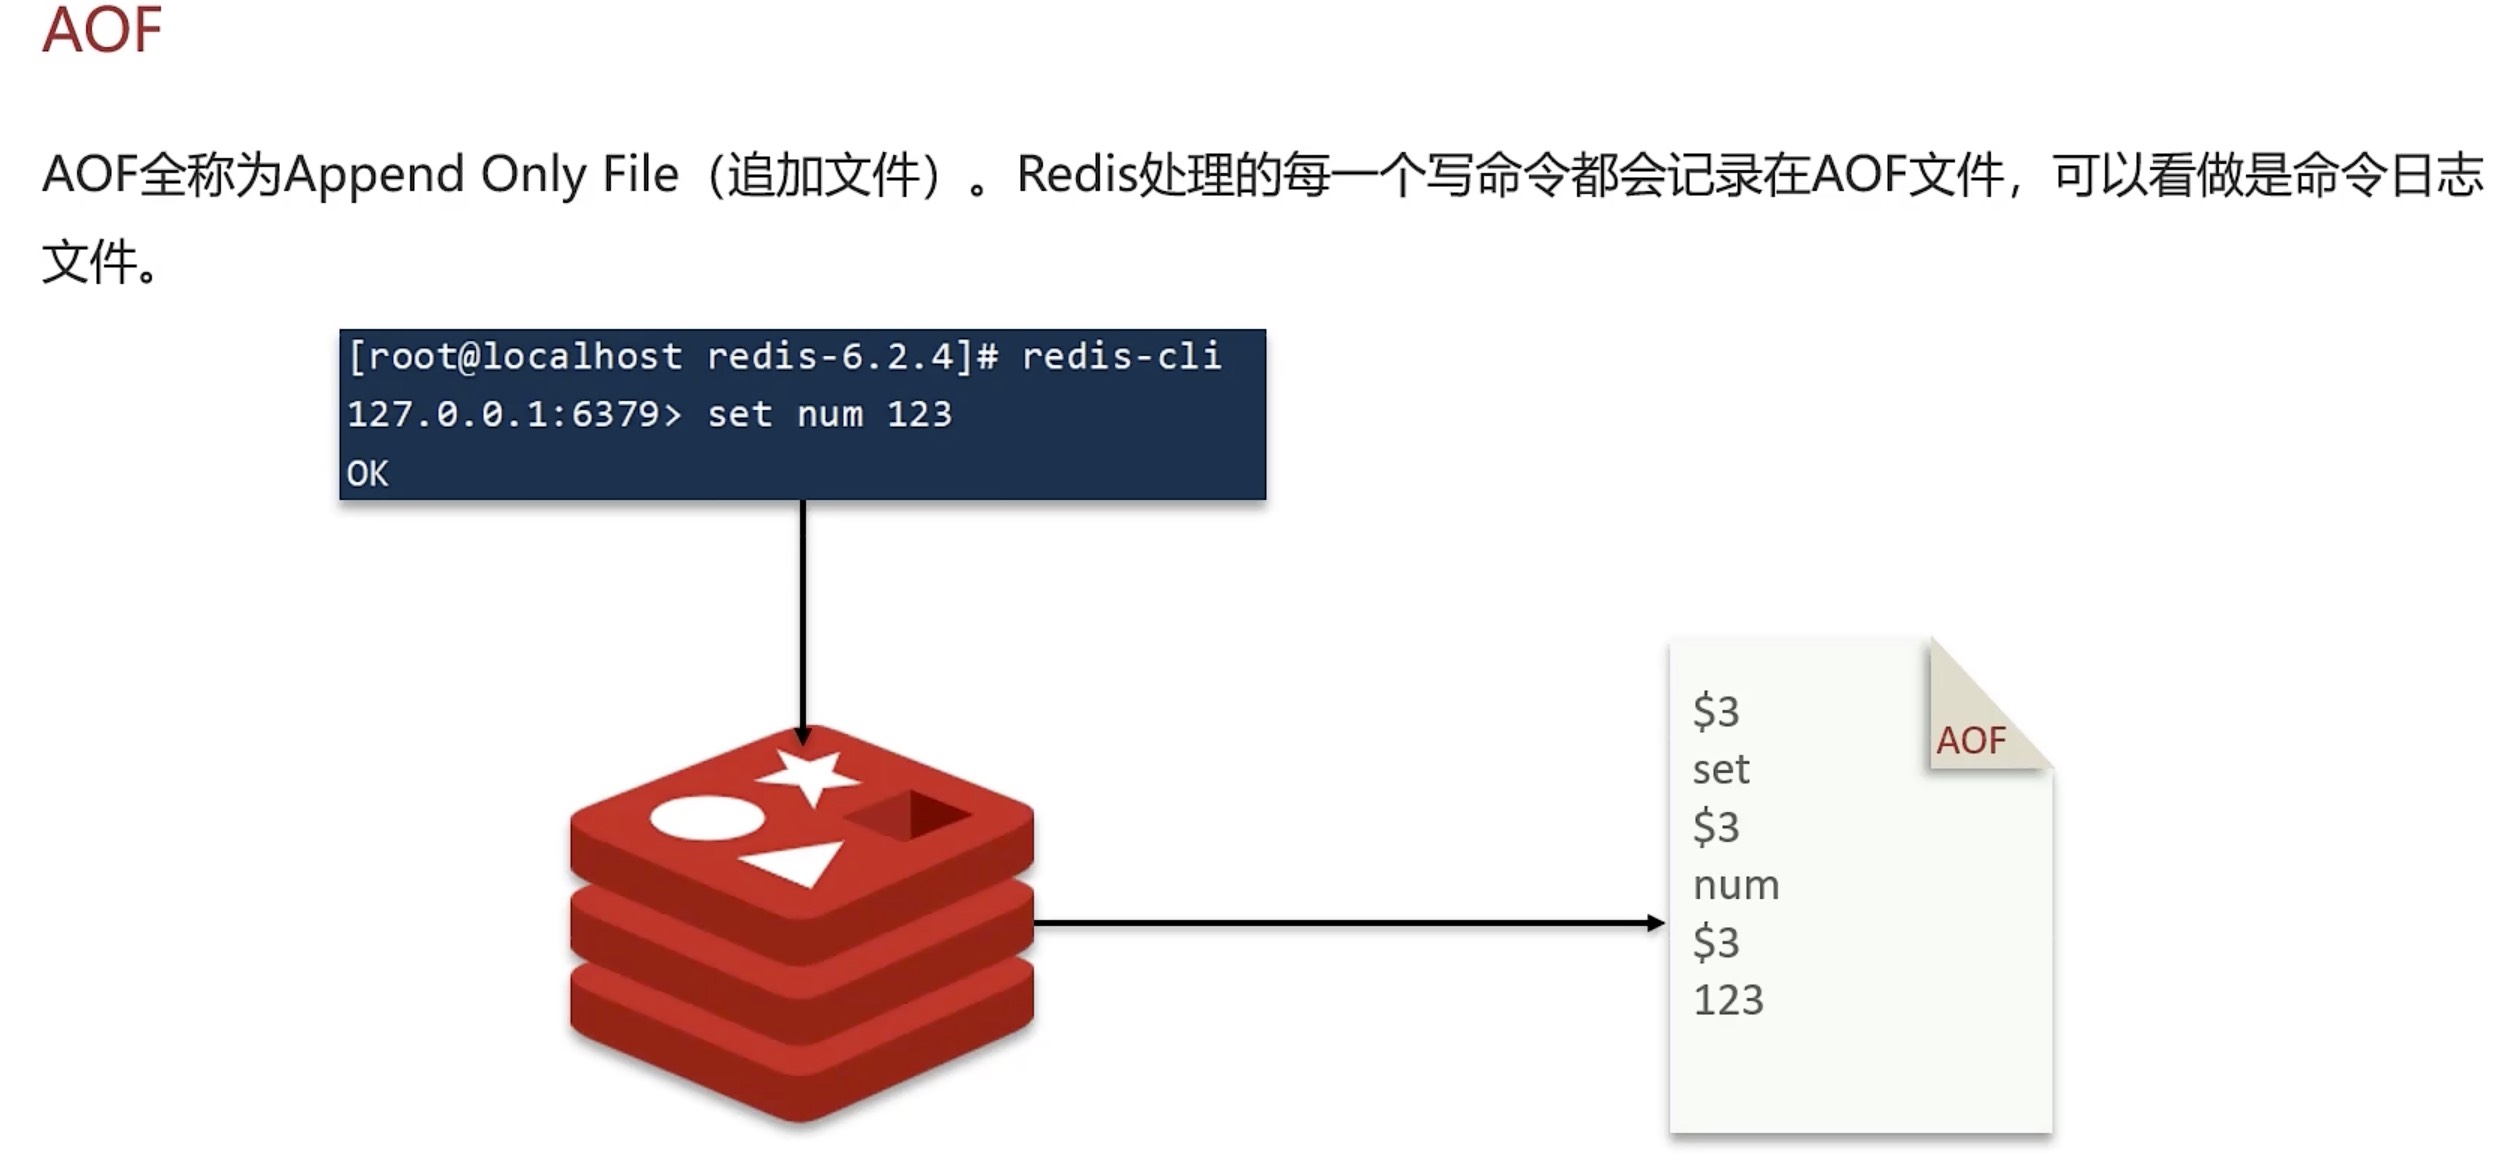 AOF
AOF全称为Append Only File（追加文件）。Redis处理的每一个写命令都会记录在AOF文件，可以看做是命令日志
文件。
[root@localhost redis-6.2.4]# redis-cli
127.0.0.1:6379> set num 123
OK
AOF
$3
set
$3
num
$3
123